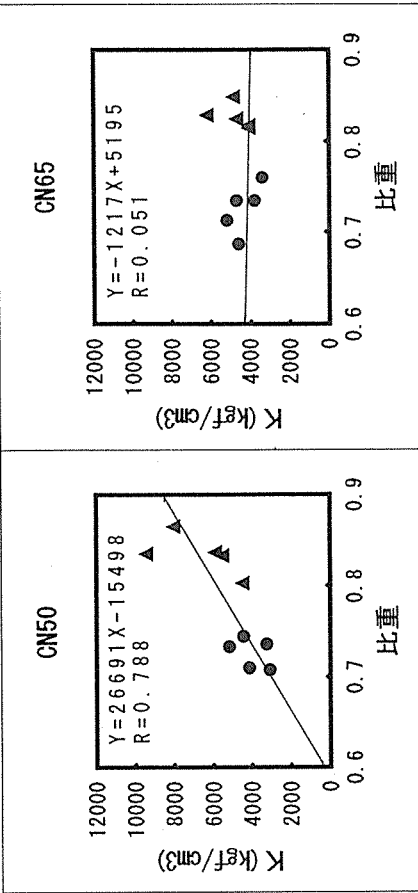 CN50
Y=26691X-15498
R=0.788
K (kgf/cm3)
12000
10000
8000
6000
4000
2000
0
0.6
0.7
0.8
0.9
比重
CN65
Y=-1217X+5195
R=0.051
K (kgf/cm3)
12000
10000
8000
6000
4000
2000
0
0.6
0.7
0.8
0.9
比重